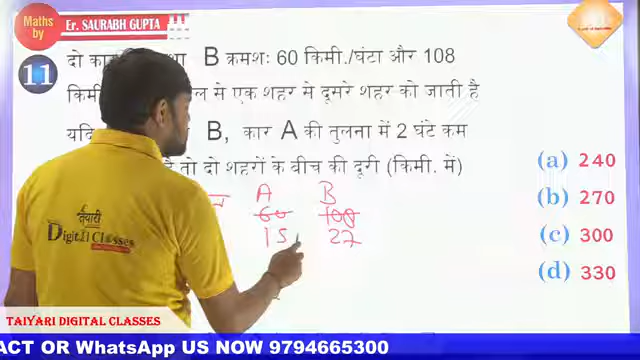 Maths
by
Er. SAURABH GUPTA
11
दो B क्रमशः 60 किमी./घंटा और 108
किमी से एक शहर से दूसरे शहर को जाती है
यदि B, कार A की तुलना में 2 घंटे कम
है तो दो शहरों के बीच की दूरी (किमी. में)
(a) 240
(b) 270
(c) 300
(d) 330
A B
60 108
15 27
तैयारी
Digital Classes
TAIYARI DIGITAL CLASSES
ACT OR WhatsApp US NOW 9794665300